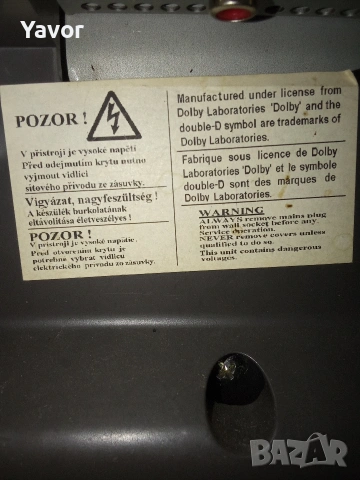 Yavor
POZOR !
V přístroji je vysoké napětí
Před odejmutím krytu nutno
vyjmout vidlici
síťového přívodu ze zásuvky.
Vigyázat, nagyfeszültség !
A készülék burkolatának
eltávolítása életveszélyes !
POZOR !
V přístroji je vysoké napätie.
Pred otvorením krytu je
potrebné vybrať vidlicu
elektrického prívodu zo zásuvky.
Manufactured under license from
Dolby Laboratories 'Dolby' and the
double-D symbol are trademarks of
Dolby Laboratories.
Fabrique sous licence de Dolby
Laboratories 'Dolby' et le symbole
double-D sont des marques de
Dolby Laboratories.
WARNING
ALWAYS remove mains plug
from wall socket before any
Service operation.
NEVER remove covers unless
qualified to do so.
This unit contains dangerous
voltages.
BAZAR